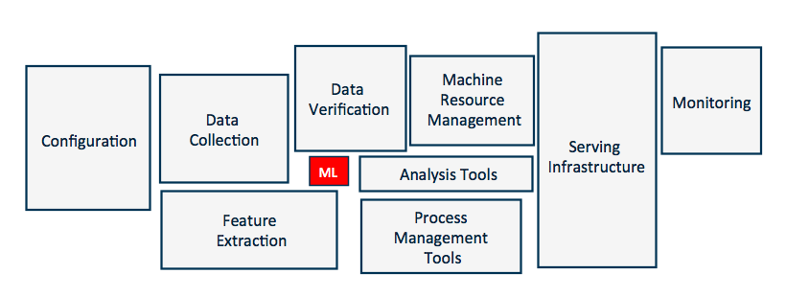 Configuration
Data
Collection
Data
Verification
Machine
Resource
Management
Serving
Infrastructure
Monitoring
ML
Analysis Tools
Feature
Extraction
Process
Management
Tools